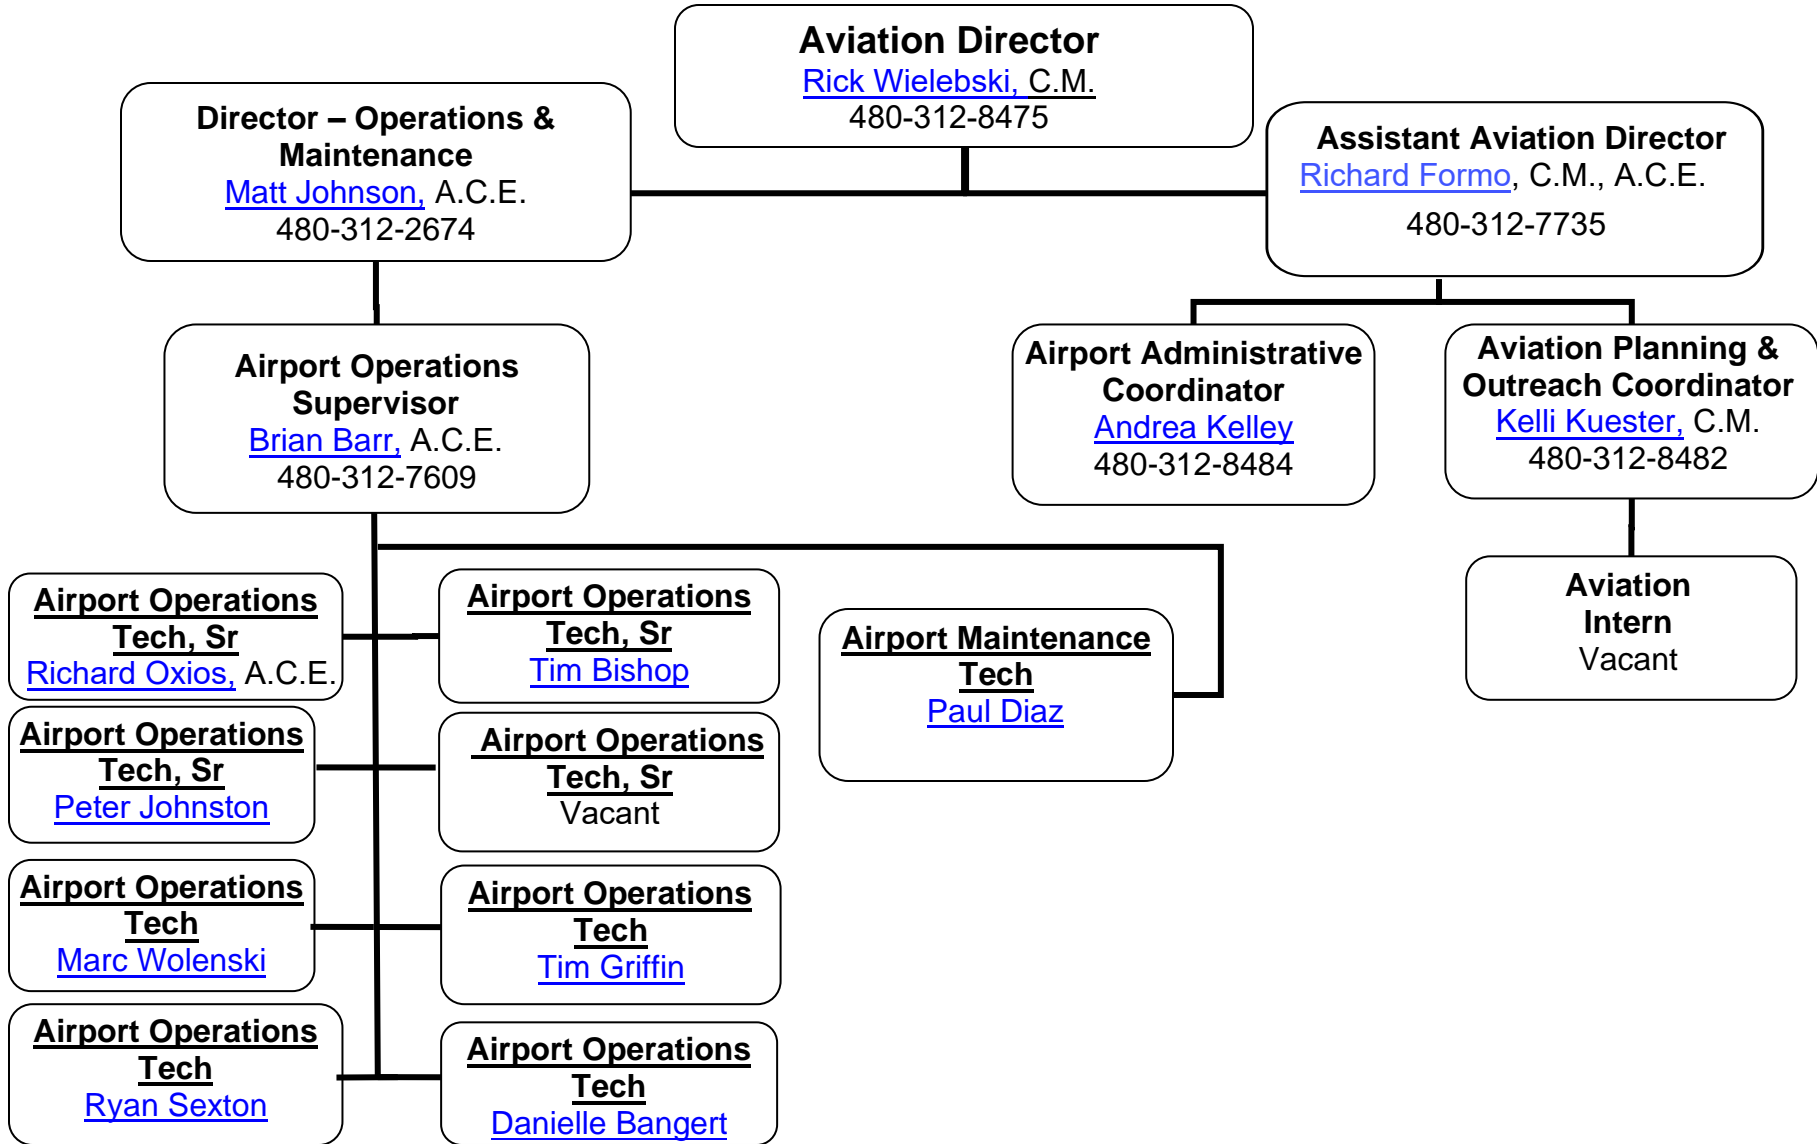 Aviation Director
Rick Wielebski, C.M.
480-312-8475
Director – Operations &
Maintenance
Matt Johnson, A.C.E.
480-312-2674
Assistant Aviation Director
Richard Formo, C.M., A.C.E.
480-312-7735
Airport Operations
Supervisor
Brian Barr, A.C.E.
480-312-7609
Airport Administrative
Coordinator
Andrea Kelley
480-312-8484
Aviation Planning &
Outreach Coordinator
Kelli Kuester, C.M.
480-312-8482
Airport Operations
Tech, Sr
Richard Oxios, A.C.E.
Airport Operations
Tech, Sr
Tim Bishop
Airport Maintenance
Tech
Paul Diaz
Aviation
Intern
Vacant
Airport Operations
Tech, Sr
Peter Johnston
Airport Operations
Tech, Sr
Vacant
Airport Operations
Tech
Marc Wolenski
Airport Operations
Tech
Tim Griffin
Airport Operations
Tech
Ryan Sexton
Airport Operations
Tech
Danielle Bangert